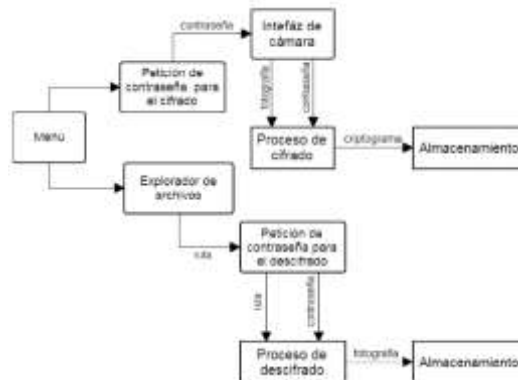 contraseña
Intefáz de
cámara
Petición de
contraseña para
el cifrado
fotografía
contraseña
Menú
Proceso de
cifrado
criptograma
Almacenamiento
Explorador de
archivos
ruta
Petición de
contraseña para
el descifrado
ruta
contraseña
Proceso de
descifrado
fotografía
Almacenamiento